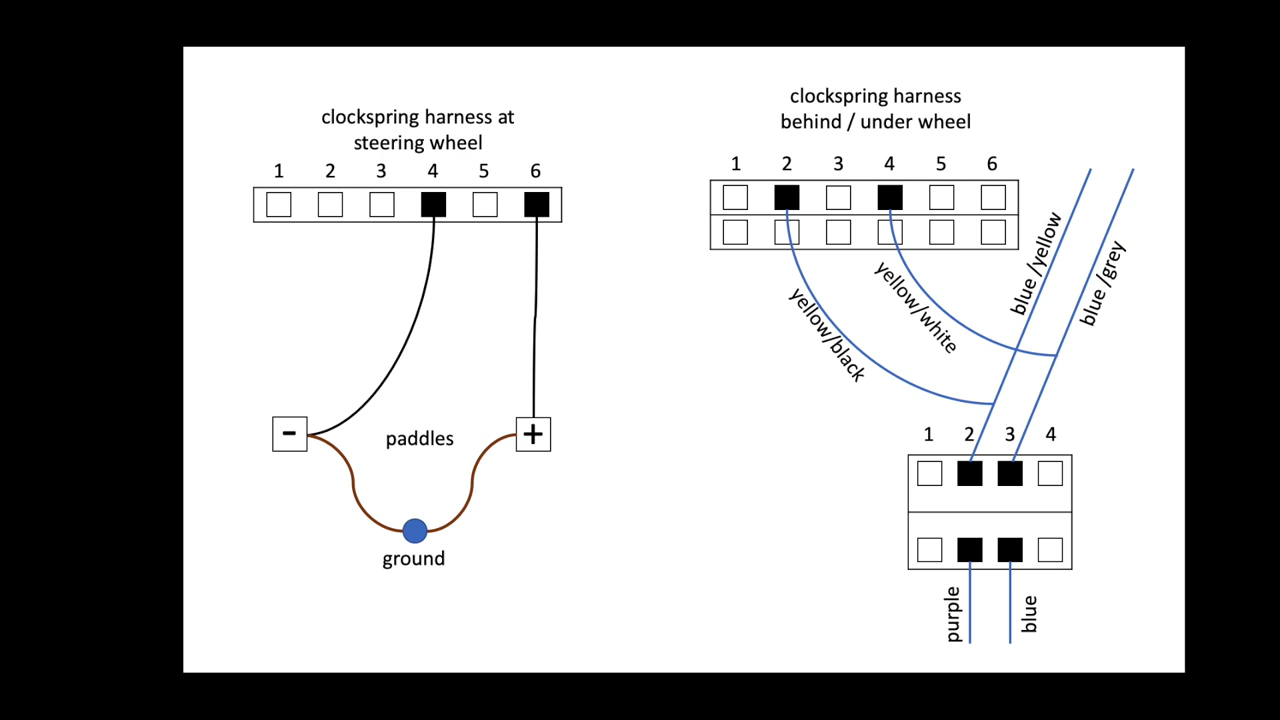 clockspring harness at
steering wheel
1 2 3 4 5 6
- paddles +
ground
clockspring harness
behind / under wheel
1 2 3 4 5 6
yellow/black
yellow/white
blue /yellow
blue /grey
1 2 3 4
purple
blue